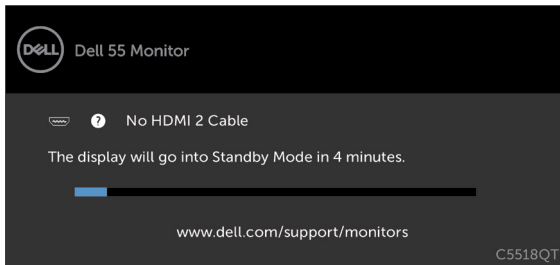 DELL
Dell 55 Monitor
? No HDMI 2 Cable
The display will go into Standby Mode in 4 minutes.
www.dell.com/support/monitors
C5518QT